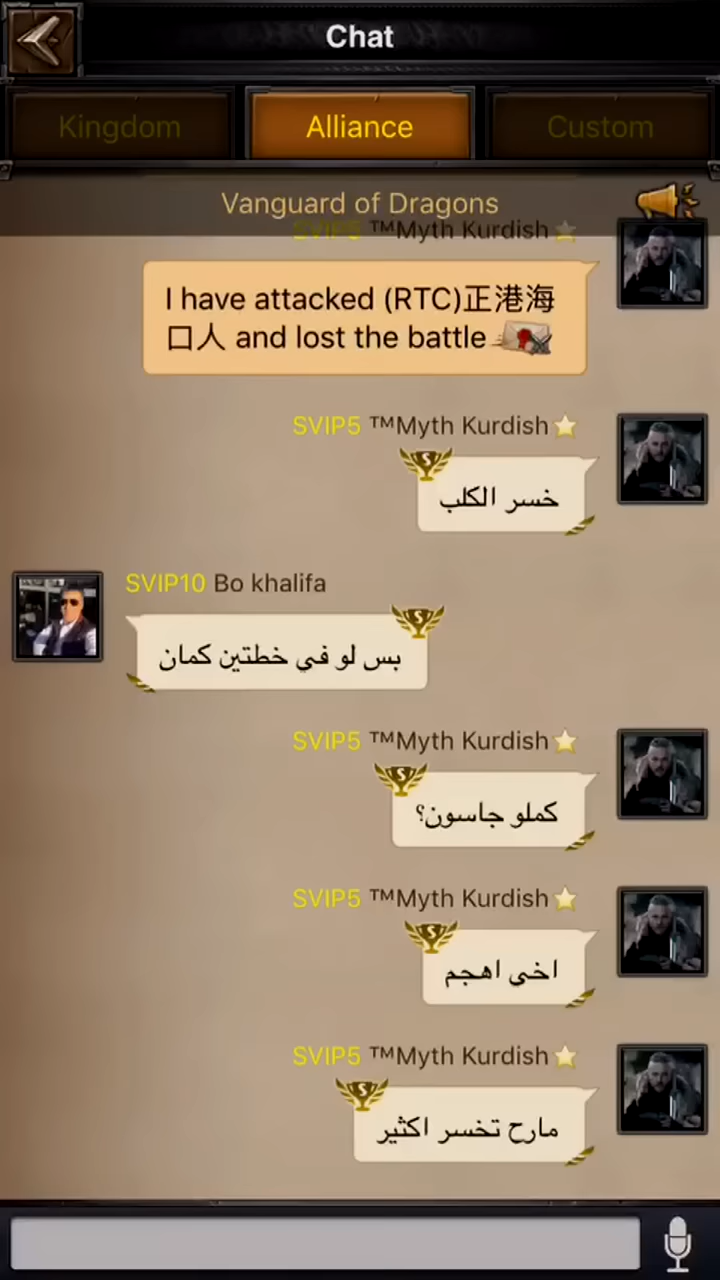 Chat
Kingdom
Alliance
Custom
Vanguard of Dragons
SVIP5 ™Myth Kurdish
I have attacked (RTC)正港海
口人 and lost the battle
SVIP5 ™Myth Kurdish
خسر الكلب
SVIP10 Bo khalifa
بس لو في خطتين كمان
SVIP5 ™Myth Kurdish
كملو جاسون؟
SVIP5 ™Myth Kurdish
اخي اهجم
SVIP5 ™Myth Kurdish
مارح تخسر اكثير